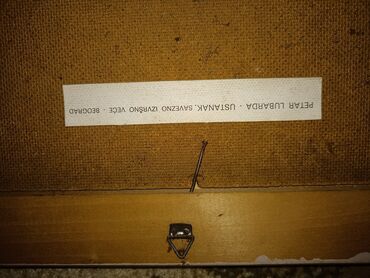 PETAR LUBARDA - USTANAK, SAVEZNO IZVRŠNO VEĆE - BEOGRAD